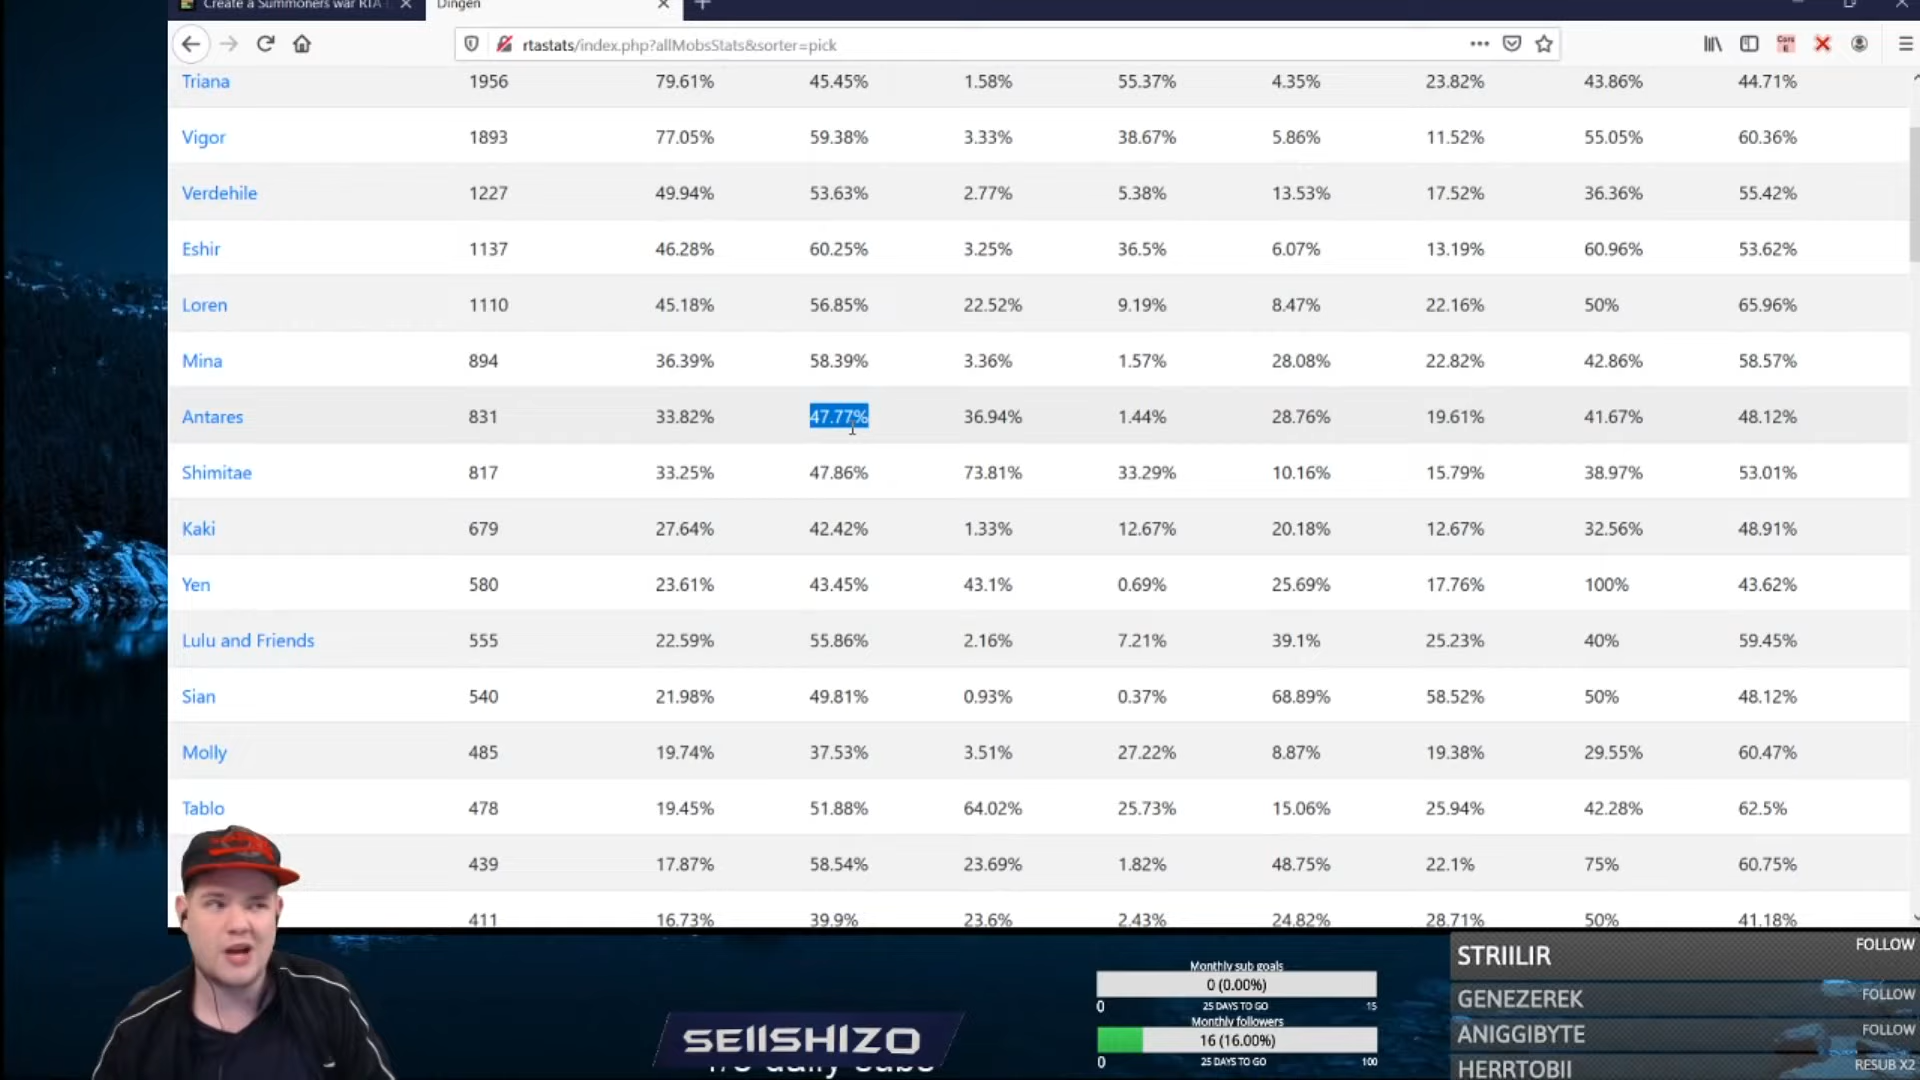 Create a Summoners war RTA
Dingen
rtastats/index.php?allMobsStats&sorter=pick
Triana 1956 79.61% 45.45% 1.58% 55.37% 4.35% 23.82% 43.86% 44.71%
Vigor 1893 77.05% 59.38% 3.33% 38.67% 5.86% 11.52% 55.05% 60.36%
Verdehile 1227 49.94% 53.63% 2.77% 5.38% 13.53% 17.52% 36.36% 55.42%
Eshir 1137 46.28% 60.25% 3.25% 36.5% 6.07% 13.19% 60.96% 53.62%
Loren 1110 45.18% 56.85% 22.52% 9.19% 8.47% 22.16% 50% 65.96%
Mina 894 36.39% 58.39% 3.36% 1.57% 28.08% 22.82% 42.86% 58.57%
Antares 831 33.82% 47.77% 36.94% 1.44% 28.76% 19.61% 41.67% 48.12%
Shimitae 817 33.25% 47.86% 73.81% 33.29% 10.16% 15.79% 38.97% 53.01%
Kaki 679 27.64% 42.42% 1.33% 12.67% 20.18% 12.67% 32.56% 48.91%
Yen 580 23.61% 43.45% 43.1% 0.69% 25.69% 17.76% 100% 43.62%
Lulu and Friends 555 22.59% 55.86% 2.16% 7.21% 39.1% 25.23% 40% 59.45%
Sian 540 21.98% 49.81% 0.93% 0.37% 68.89% 58.52% 50% 48.12%
Molly 485 19.74% 37.53% 3.51% 27.22% 8.87% 19.38% 29.55% 60.47%
Tablo 478 19.45% 51.88% 64.02% 25.73% 15.06% 25.94% 42.28% 62.5%
439 17.87% 58.54% 23.69% 1.82% 48.75% 22.1% 75% 60.75%
411 16.73% 39.9% 23.6% 2.43% 24.82% 28.71% 50% 41.18%
SEIISHIZO
daily subs
Monthly sub goals
0 (0.00%)
0 25 DAYS TO GO 15
Monthly followers
16 (16.00%)
0 25 DAYS TO GO 100
STRIILIR FOLLOW
GENEZEREK FOLLOW
ANIGGIBYTE FOLLOW
HERRTOBII RESUB X2